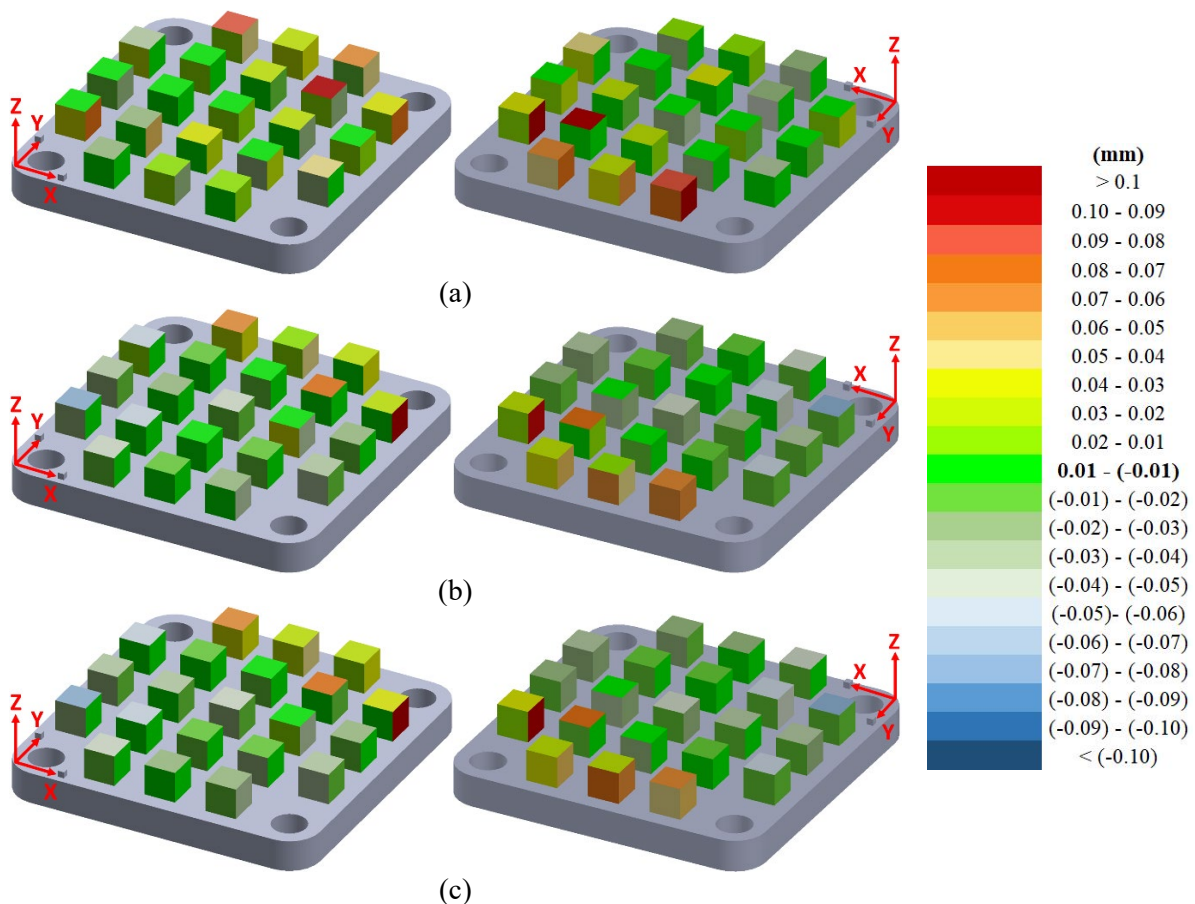 Z
Y
X
X
Z
Y
(a)
Z
Y
X
X
Z
Y
(b)
Z
Y
X
X
Z
Y
(c)
(mm)
> 0.1
0.10 - 0.09
0.09 - 0.08
0.08 - 0.07
0.07 - 0.06
0.06 - 0.05
0.05 - 0.04
0.04 - 0.03
0.03 - 0.02
0.02 - 0.01
0.01 - (-0.01)
(-0.01) - (-0.02)
(-0.02) - (-0.03)
(-0.03) - (-0.04)
(-0.04) - (-0.05)
(-0.05)- (-0.06)
(-0.06) - (-0.07)
(-0.07) - (-0.08)
(-0.08) - (-0.09)
(-0.09) - (-0.10)
< (-0.10)